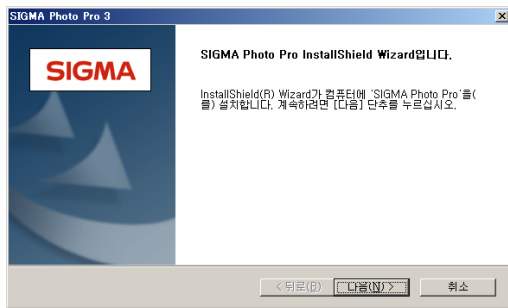 SIGMA Photo Pro 3
SIGMA
SIGMA Photo Pro InstallShield Wizard입니다.
InstallShield(R) Wizard가 컴퓨터에 'SIGMA Photo Pro'을(
를) 설치합니다. 계속하려면 [다음] 단추를 누르십시오.
< 뒤로(B) 다음(N) > 취소